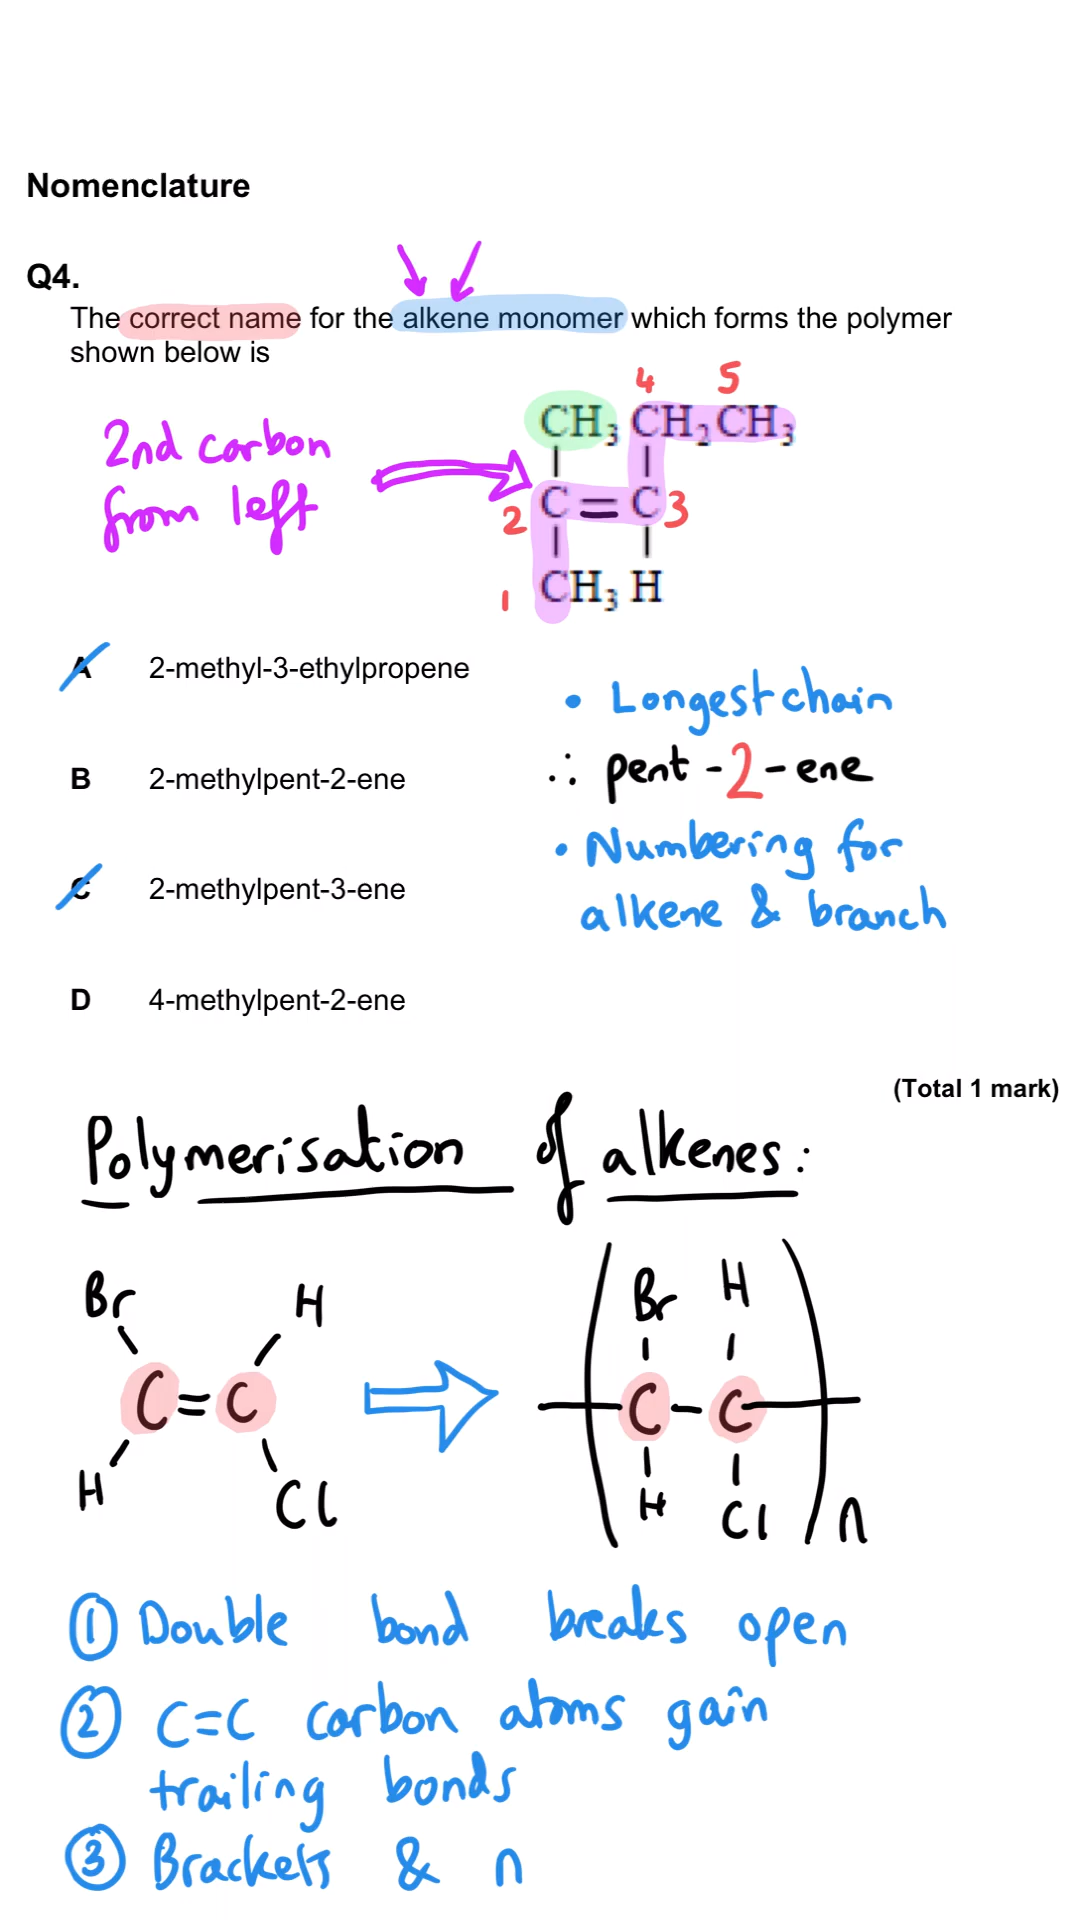 Nomenclature
Q4.
The correct name for the alkene monomer which forms the polymer
shown below is
4 5
CH₃ CH₂CH₃
2nd carbon
from left
2 C=C 3
1 CH₃ H
A 2-methyl-3-ethylpropene
• Longest chain
B 2-methylpent-2-ene
∴ pent-2-ene
• Numbering for
C 2-methylpent-3-ene
alkene & branch
D 4-methylpent-2-ene
(Total 1 mark)
Polymerisation of alkenes:
Br H Br H
C=C C-C
H Cl H Cl n
① Double bond breaks open
② C=C carbon atoms gain
trailing bonds
③ Brackets & n